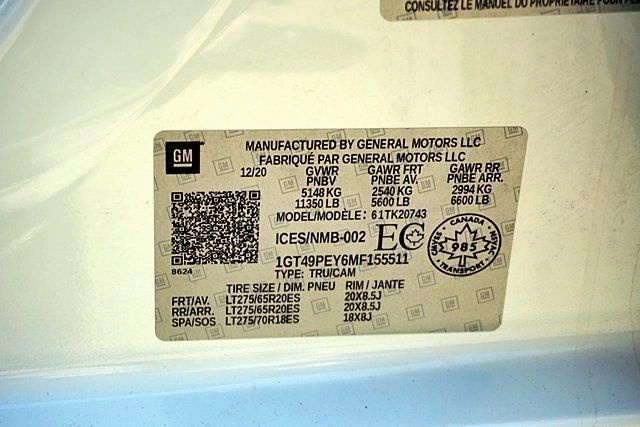 CONSULTEZ LE MANUEL DU PROPRIÉTAIRE POUR
GM
MANUFACTURED BY GENERAL MOTORS LLC
FABRIQUÉ PAR GENERAL MOTORS LLC
12/20 GVWR GAWR FRT GAWR RR
PNBV PNBE AV. PNBE ARR.
5148 KG 2540 KG 2994 KG
11350 LB 5600 LB 6600 LB
MODEL/MODÈLE: 61TK20743
ICES/NMB-002 EC
CANADA
CMVSS 985 NSVAC
TRANSPORT
1GT49PEY6MF155511
8624
TYPE: TRU/CAM
TIRE SIZE / DIM. PNEU RIM / JANTE
FRT/AV. LT275/65R20ES 20X8.5J
RR/ARR. LT275/65R20ES 20X8.5J
SPA/SOS LT275/70R18ES 18X8J